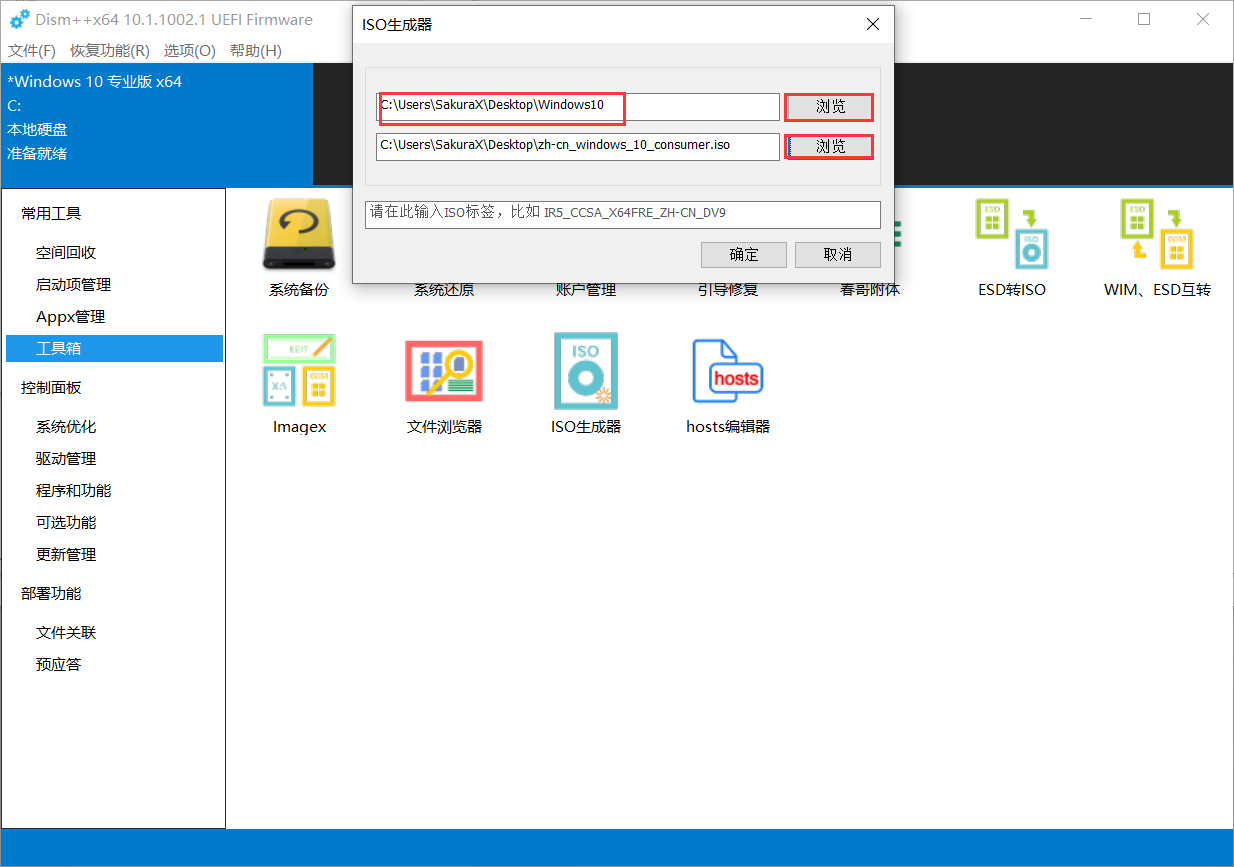 Dism++x64 10.1.1002.1 UEFI Firmware
文件(F) 恢复功能(R) 选项(O) 帮助(H)
*Windows 10 专业版 x64
C:
本地硬盘
准备就绪
ISO生成器
C:\Users\SakuraX\Desktop\Windows10
浏览
C:\Users\SakuraX\Desktop\zh-cn_windows_10_consumer.iso
浏览
请在此输入ISO标签，比如 IR5_CCSA_X64FRE_ZH-CN_DV9
确定
取消
常用工具
空间回收
启动项管理
Appx管理
工具箱
控制面板
系统优化
驱动管理
程序和功能
可选功能
更新管理
部署功能
文件关联
预应答
ESD
ISO
ESD
WIM
系统备份
系统还原
账户管理
引导修复
春哥附体
ESD转ISO
WIM、ESD互转
EDIT
WIM
ISO
hosts
Imagex
文件浏览器
ISO生成器
hosts编辑器